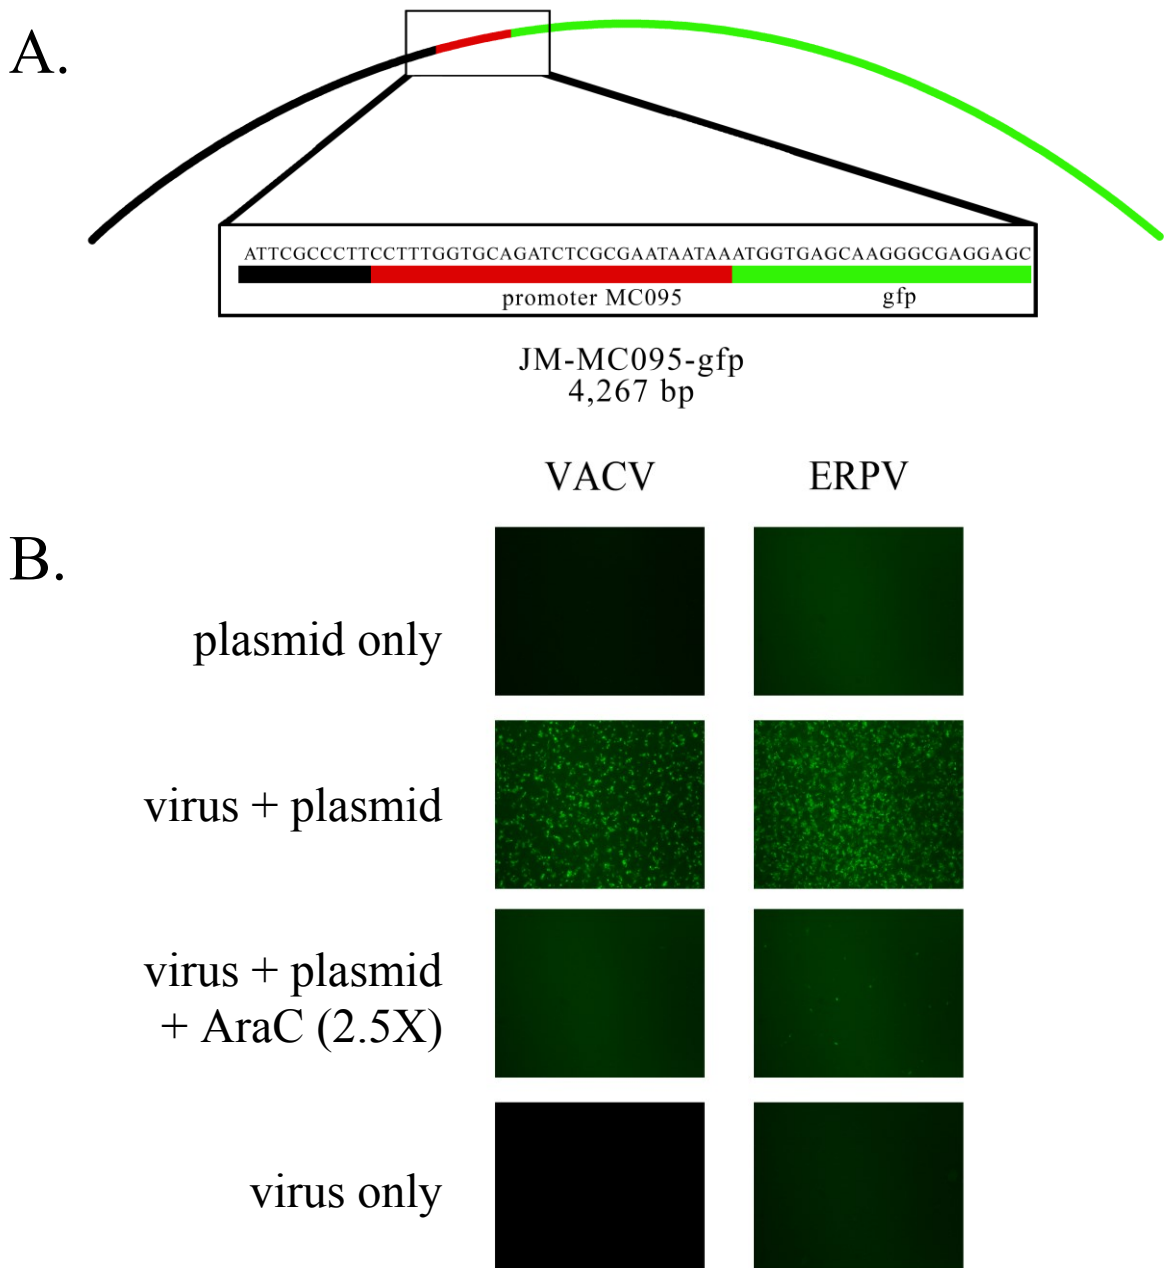 A.
ATTCGCCCTTCCTTTGGTGCAGATCTCGCGAATAATAAATGGTGAGCAAGGGCGAGGAGC
promoter MC095
gfp
JM-MC095-gfp
4,267 bp
VACV
ERPV
B.
plasmid only
virus + plasmid
virus + plasmid
+ AraC (2.5X)
virus only